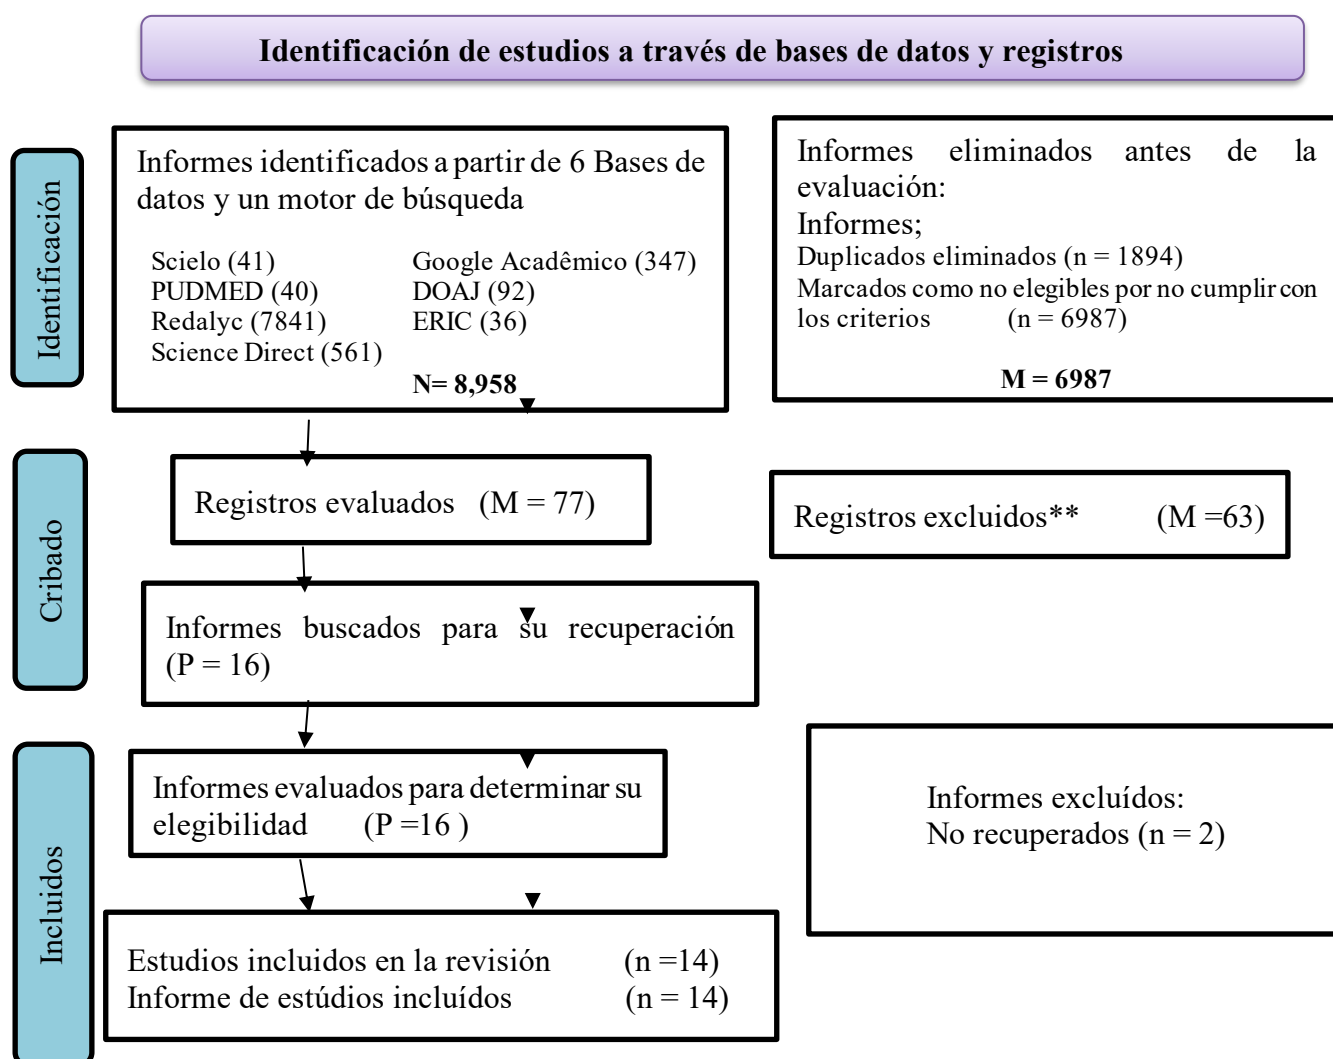 Identificación de estudios a través de bases de datos y registros
Identificación
Informes identificados a partir de 6 Bases de
datos y un motor de búsqueda
Scielo (41)
PUDMED (40)
Redalyc (7841)
Science Direct (561)
Google Acadêmico (347)
DOAJ (92)
ERIC (36)
N= 8,958
Informes eliminados antes de la
evaluación:
Informes;
Duplicados eliminados (n = 1894)
Marcados como no elegibles por no cumplir con
los criterios (n = 6987)
M = 6987
Cribado
Registros evaluados (M = 77)
Registros excluidos** (M =63)
Informes buscados para su recuperación
(P = 16)
Incluidos
Informes evaluados para determinar su
elegibilidad (P =16 )
Informes excluídos:
No recuperados (n = 2)
Estudios incluidos en la revisión (n =14)
Informe de estúdios incluídos (n = 14)